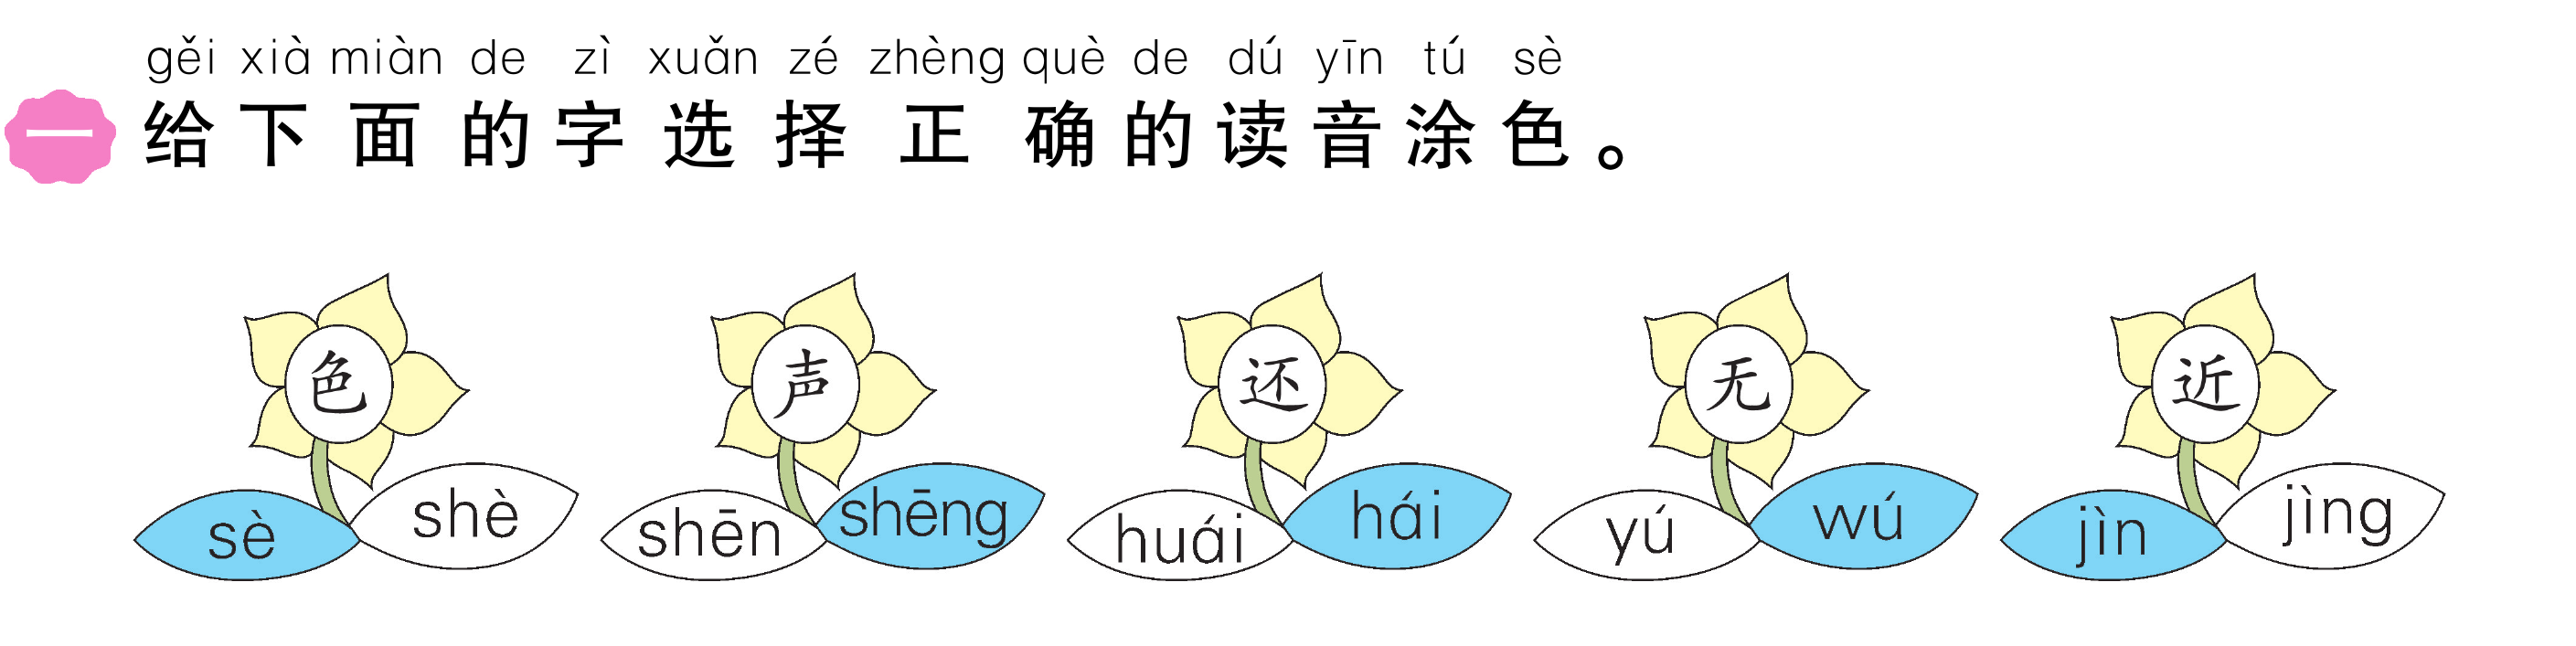 gěi xià miàn de zì xuǎn zé zhèng què de dú yīn tú sè
一 给下面的字选择正确的读音涂色。
色 声 还 无 近
sè shè shēn shēng huái hái yú wú jìn jìng